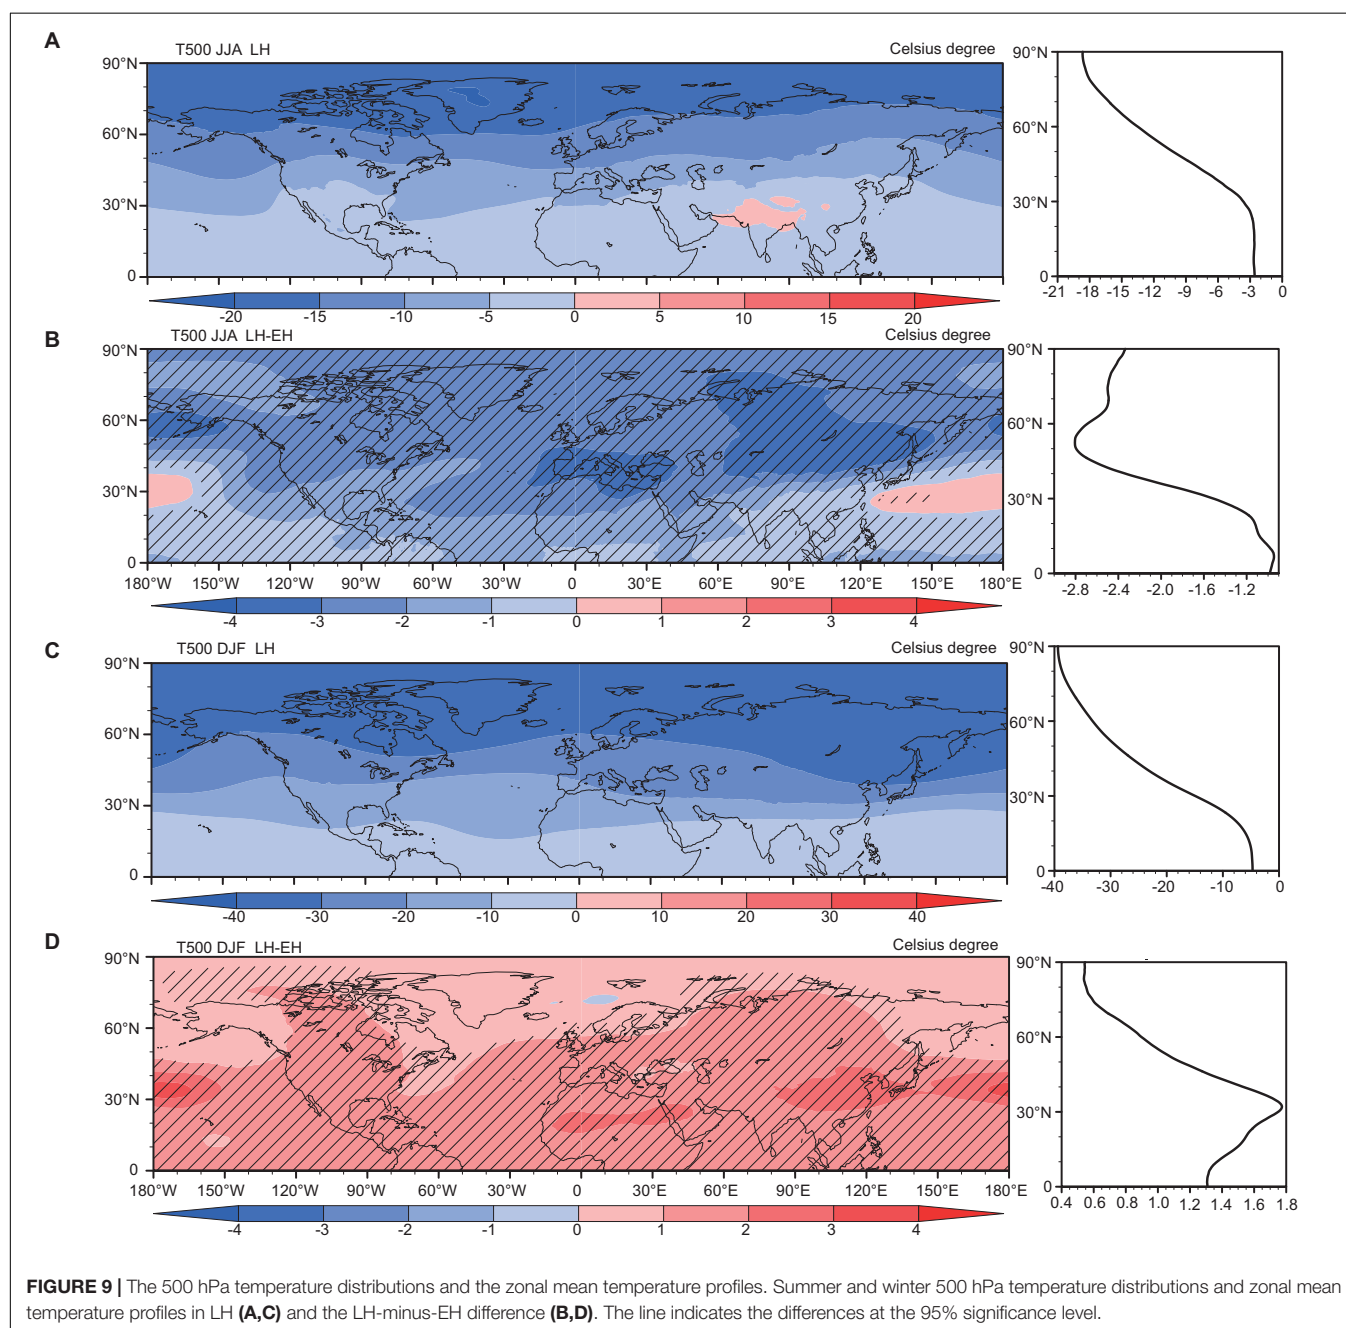 A
T500 JJA LH
Celsius degree
90°N
60°N
30°N
0
-20 -15 -10 -5 0 5 10 15 20
90°N
60°N
30°N
0
-21 -18 -15 -12 -9 -6 -3 0
B
T500 JJA LH-EH
Celsius degree
90°N
60°N
30°N
0
180°W 150°W 120°W 90°W 60°W 30°W 0 30°E 60°E 90°E 120°E 150°E 180°E
-4 -3 -2 -1 0 1 2 3 4
90°N
60°N
30°N
0
-2.8 -2.4 -2.0 -1.6 -1.2
C
T500 DJF LH
Celsius degree
90°N
60°N
30°N
0
-40 -30 -20 -10 0 10 20 30 40
90°N
60°N
30°N
0
-40 -30 -20 -10 0
D
T500 DJF LH-EH
Celsius degree
90°N
60°N
30°N
0
180°W 150°W 120°W 90°W 60°W 30°W 0 30°E 60°E 90°E 120°E 150°E 180°E
-4 -3 -2 -1 0 1 2 3 4
90°N
60°N
30°N
0
0.4 0.6 0.8 1.0 1.2 1.4 1.6 1.8
FIGURE 9 | The 500 hPa temperature distributions and the zonal mean temperature profiles. Summer and winter 500 hPa temperature distributions and zonal mean
temperature profiles in LH (A,C) and the LH-minus-EH difference (B,D). The line indicates the differences at the 95% significance level.